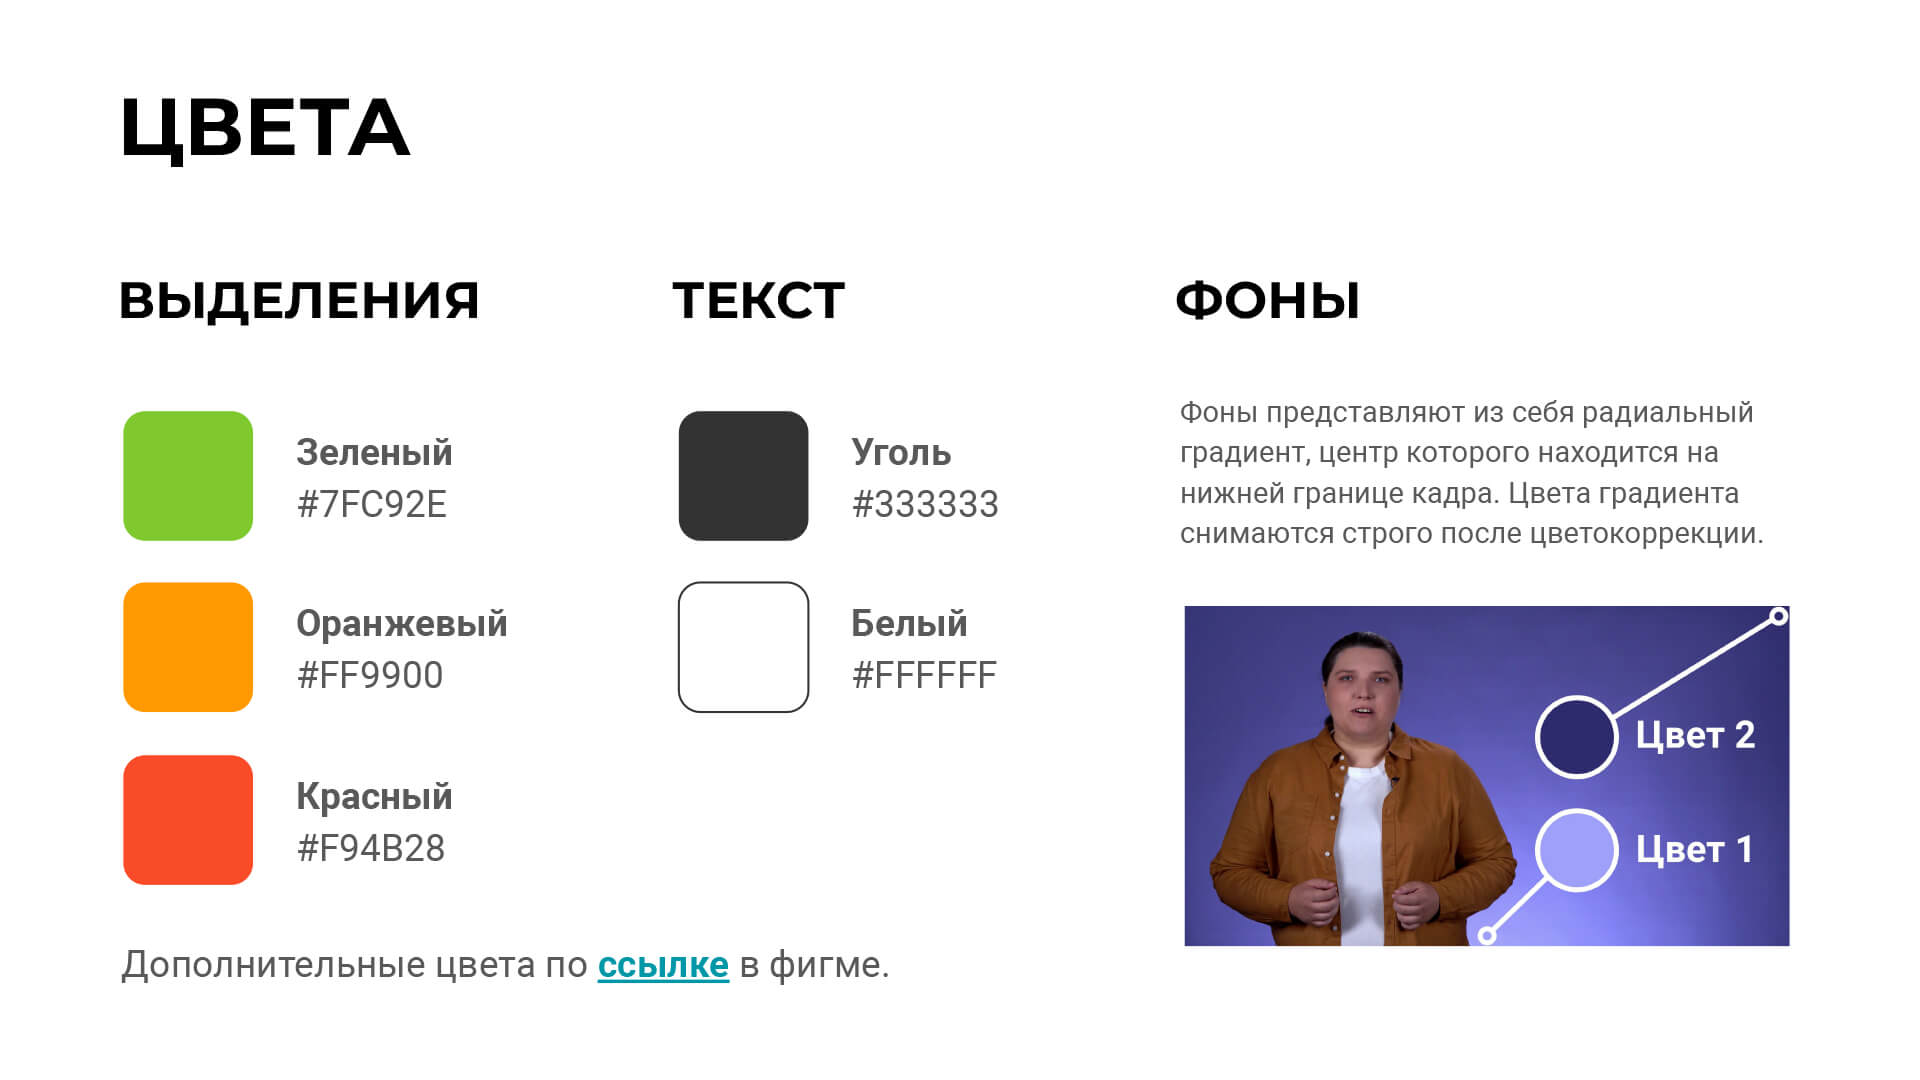 ЦВЕТА
ВЫДЕЛЕНИЯ
Зеленый
#7FC92E
Оранжевый
#FF9900
Красный
#F94B28
ТЕКСТ
Уголь
#333333
Белый
#FFFFFF
ФОНЫ
Фоны представляют из себя радиальный
градиент, центр которого находится на
нижней границе кадра. Цвета градиента
снимаются строго после цветокоррекции.
Цвет 2
Цвет 1
Дополнительные цвета по ссылке в фигме.